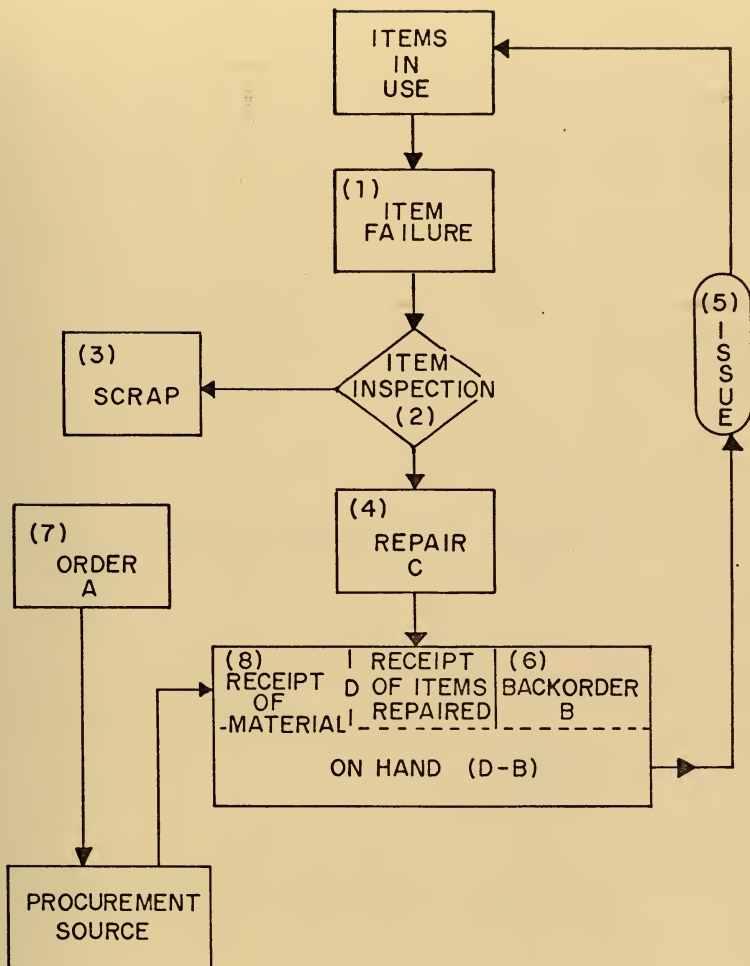 ITEMS
IN
USE
(1)
ITEM
FAILURE
ITEM
INSPECTION
(2)
(3)
SCRAP
(5)
I
S
S
U
E
(4)
REPAIR
C
(7)
ORDER
A
(8)
RECEIPT
OF
MATERIAL
D
RECEIPT
OF ITEMS
REPAIRED
(6)
BACKORDER
B
ON HAND (D-B)
PROCUREMENT
SOURCE